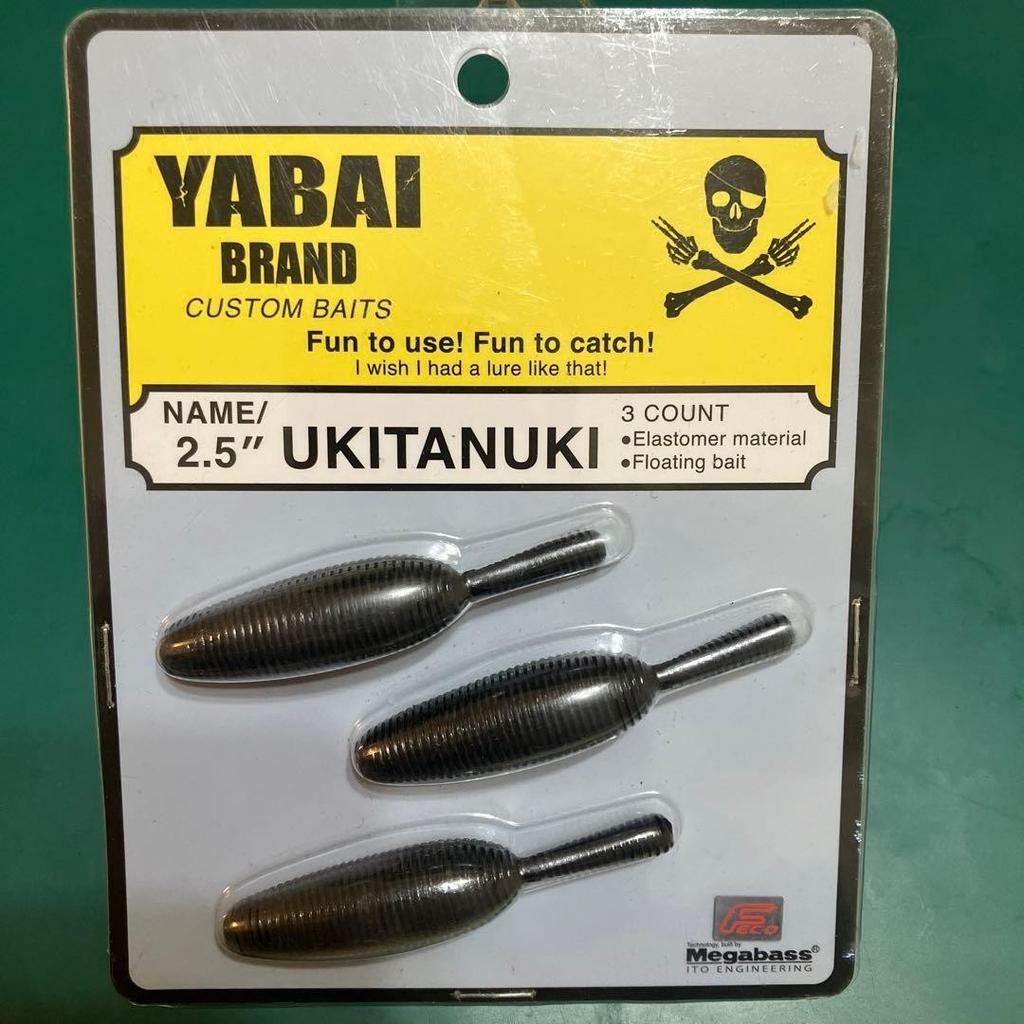 YABAI
BRAND
CUSTOM BAITS
Fun to use! Fun to catch!
I wish I had a lure like that!
NAME/
2.5″ UKITANUKI
3 COUNT
•Elastomer material
•Floating bait
FECO
Technology, built by
Megabass®
ITO ENGINEERING